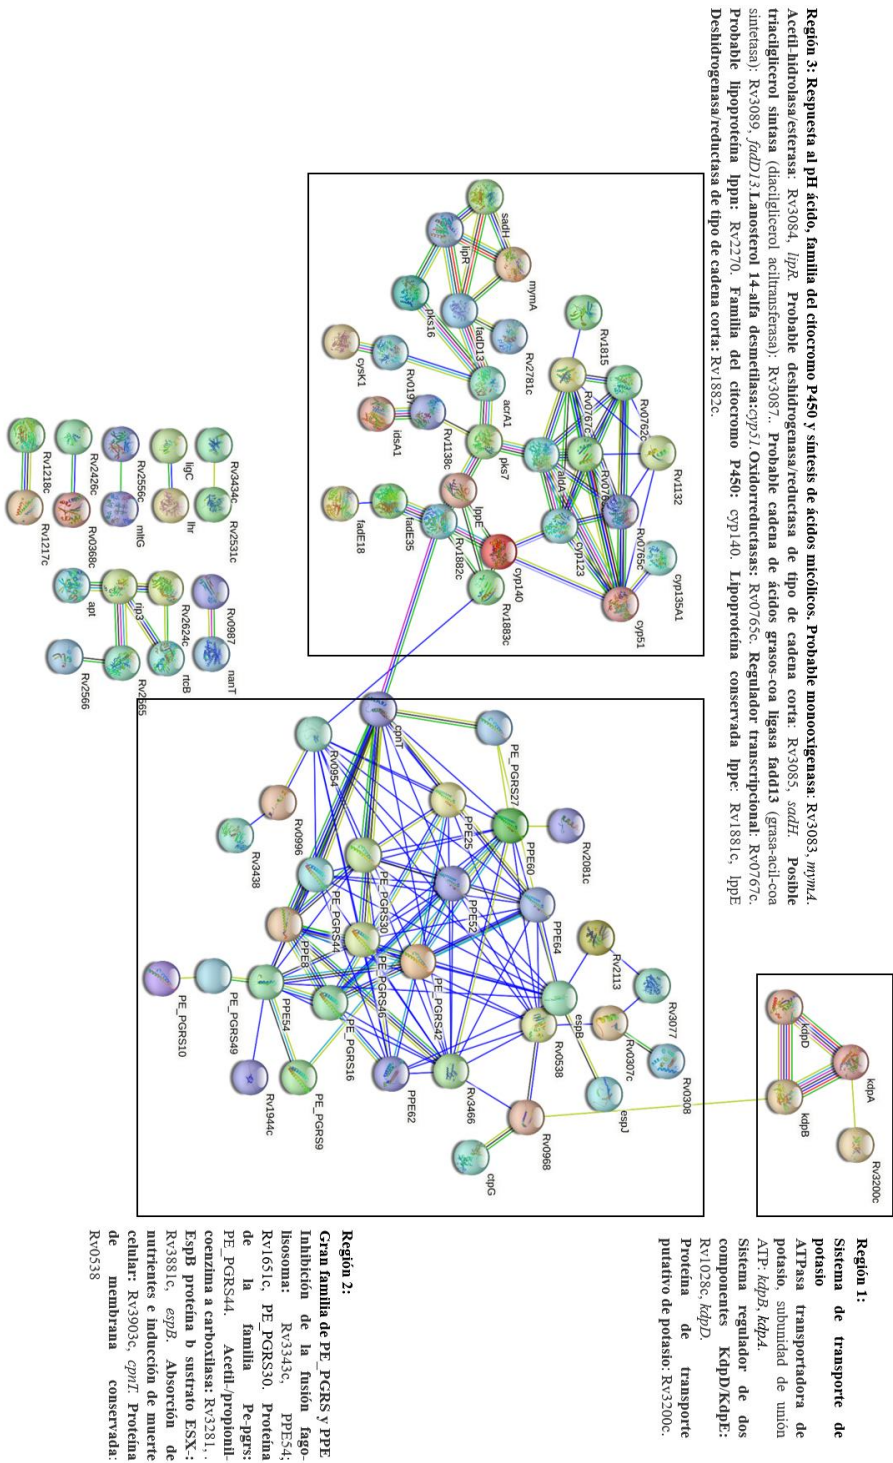 Región 3: Respuesta al pH ácido, familia del citocromo P450 y síntesis de ácidos micólicos. Probable monooxigenasa: Rv3083, mymA.
Acetil-hidrolasa/esterasa: Rv3084, lipR. Probable deshidrogenasa/reductasa de tipo de cadena corta: Rv3085, sadH. Posible
triacilglicerol sintasa (diacilglicerol aciltransferasa): Rv3087.. Probable cadena de ácidos grasos-coa ligasa fadd13 (grasa-acil-coa
sintetasa): Rv3089, fadD13.Lanosterol 14-alfa desmetilasa:cyp51.Oxidorreductasas: Rv0765c. Regulador transcripcional: Rv0767c.
Probable lipoproteína lppn: Rv2270. Familia del citocromo P450: cyp140. Lipoproteína conservada lppe: Rv1881c, lppE
Deshidrogenasa/reductasa de tipo de cadena corta: Rv1882c.
sadH
lipR
mymA
pks16
fadD13
Rv2781c
cysK1
Rv0197
acrA1
idsA1
Rv1138c
pks7
Rv1815
Rv0767c
Rv0762c
Rv1132
aldA
Rv0765c
cyp123
cyp135A1
cyp51
lppE
fadE18
fadE35
Rv1882c
cyp140
Rv1883c
Rv3434c
Rv2531c
ligC
lhr
Rv2556c
mltG
Rv2426c
Rv0368c
Rv1218c
Rv1217c
Rv0987
nanT
Rv2624c
rtcB
rip3
apt
Rv2565
Rv2566
cpnT
Rv0954
PE_PGRS27
Rv0996
Rv3438
PPE25
PPE60
Rv2081c
PE_PGRS30
PE_PGRS44
PPE52
PPE64
PPE8
PE_PGRS46
PE_PGRS42
Rv2113
Rv3077
espB
Rv0307c
Rv0308
Rv0538
PE_PGRS10
PE_PGRS49
PPE54
PE_PGRS16
Rv1944c
PE_PGRS9
PPE62
Rv3466
espJ
Rv0968
ctpG
kdpD
kdpA
kdpB
Rv3200c
Región 1:
Sistema de transporte de
potasio
ATPasa transportadora de
potasio, subunidad de unión
ATP: kdpB, kdpA.
Sistema regulador de dos
componentes KdpD/KdpE:
Rv1028c, kdpD.
Proteína de transporte
putativo de potasio: Rv3200c.
Región 2:
Gran familia de PE_PGRS y PPE
Inhibición de la fusión fago-
lisosoma: Rv3343c, PPE54;
Rv1651c, PE_PGRS30. Proteína
de la familia Pe-pgrs:
PE_PGRS44. Acetil-/propionil-
coenzima a carboxilasa: Rv3281, .
EspB proteína b sustrato ESX-:
Rv3881c, espB. Absorción de
nutrientes e inducción de muerte
celular: Rv3903c, cpnT. Proteína
de membrana conservada:
Rv0538